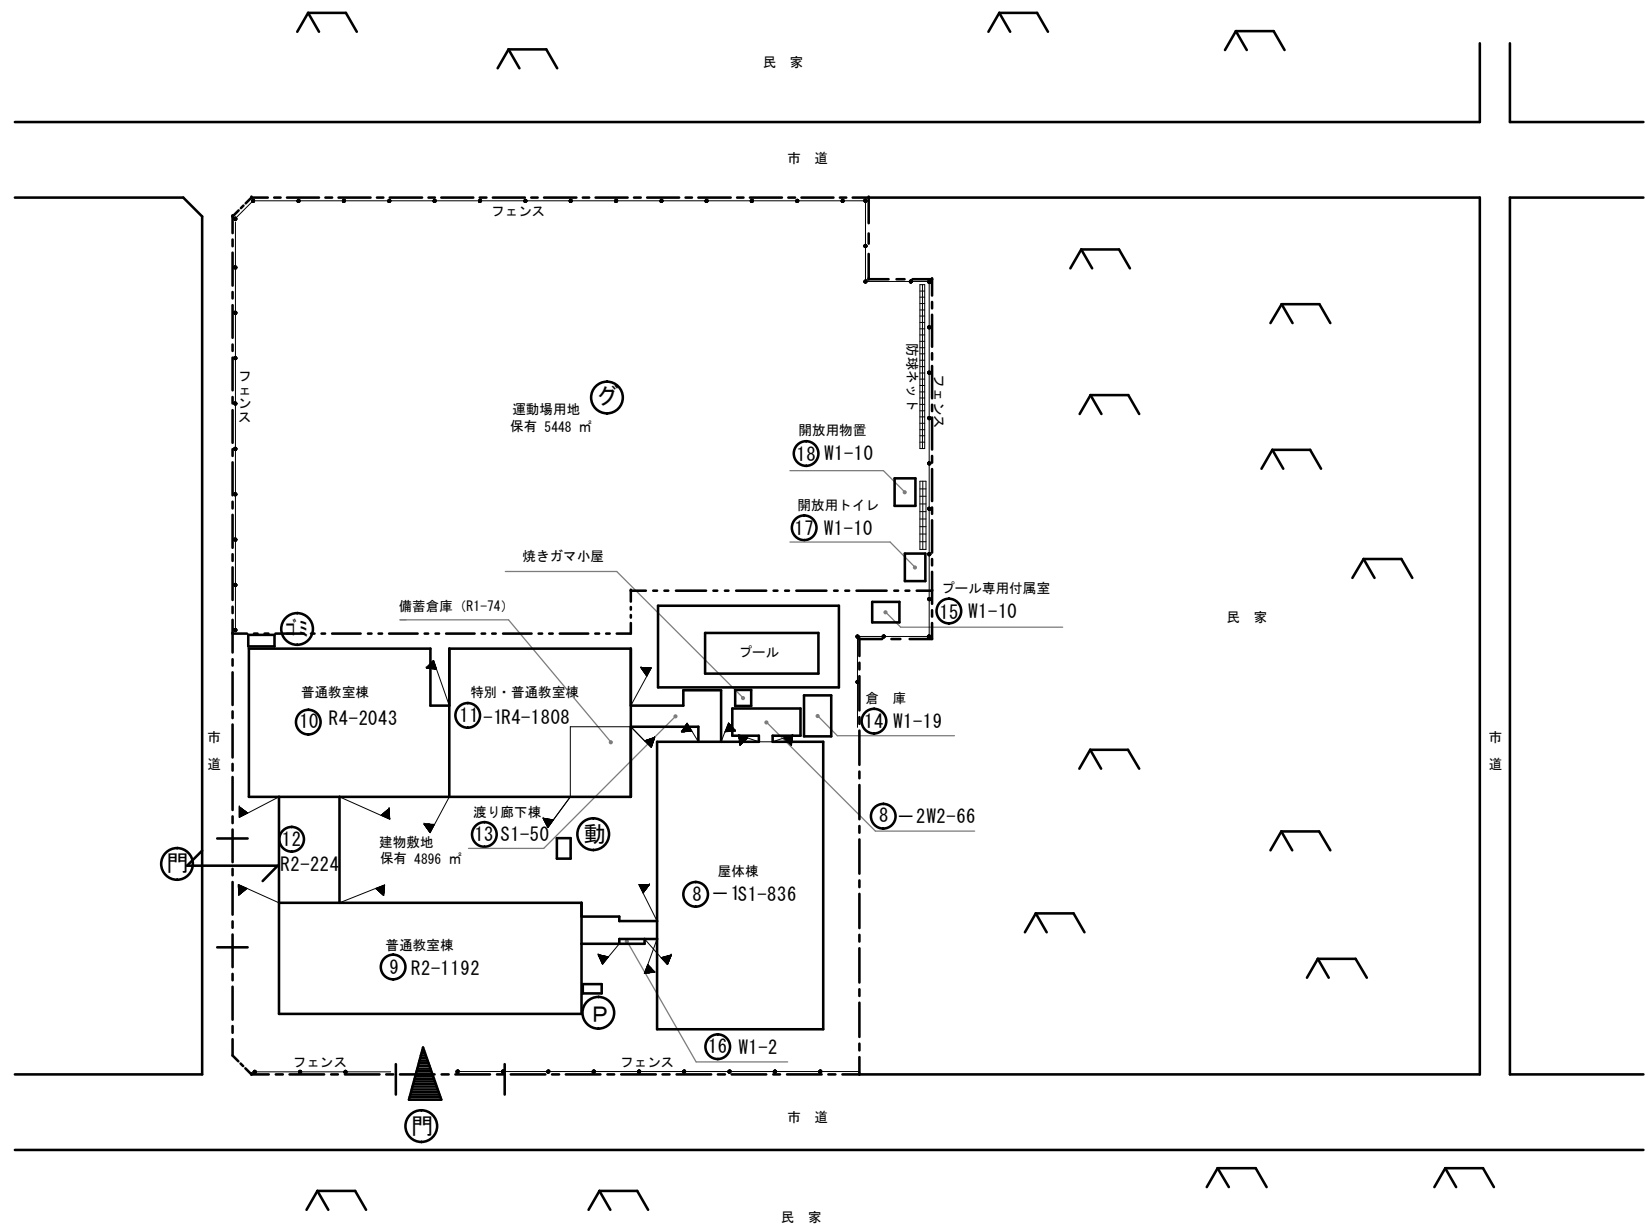 民 家
市 道
フェンス
フェンス
防球ネット
フェンス
運動場用地
グ
保有 5448 ㎡
開放用物置
⑱ W1-10
開放用トイレ
⑰ W1-10
焼きガマ小屋
プール専用付属室
⑮ W1-10
備蓄倉庫 (R1-74)
ゴミ
民 家
プール
普通教室棟
⑩ R4-2043
特別・普通教室棟
⑪-1R4-1808
倉 庫
⑭ W1-19
市
道
市
道
⑧-2W2-66
渡り廊下棟
⑬ S1-50
動
⑫
R2-224
建物敷地
保有 4896 ㎡
門
屋体棟
⑧-1S1-836
普通教室棟
⑨ R2-1192
P
⑯ W1-2
フェンス
フェンス
門
市 道
民 家